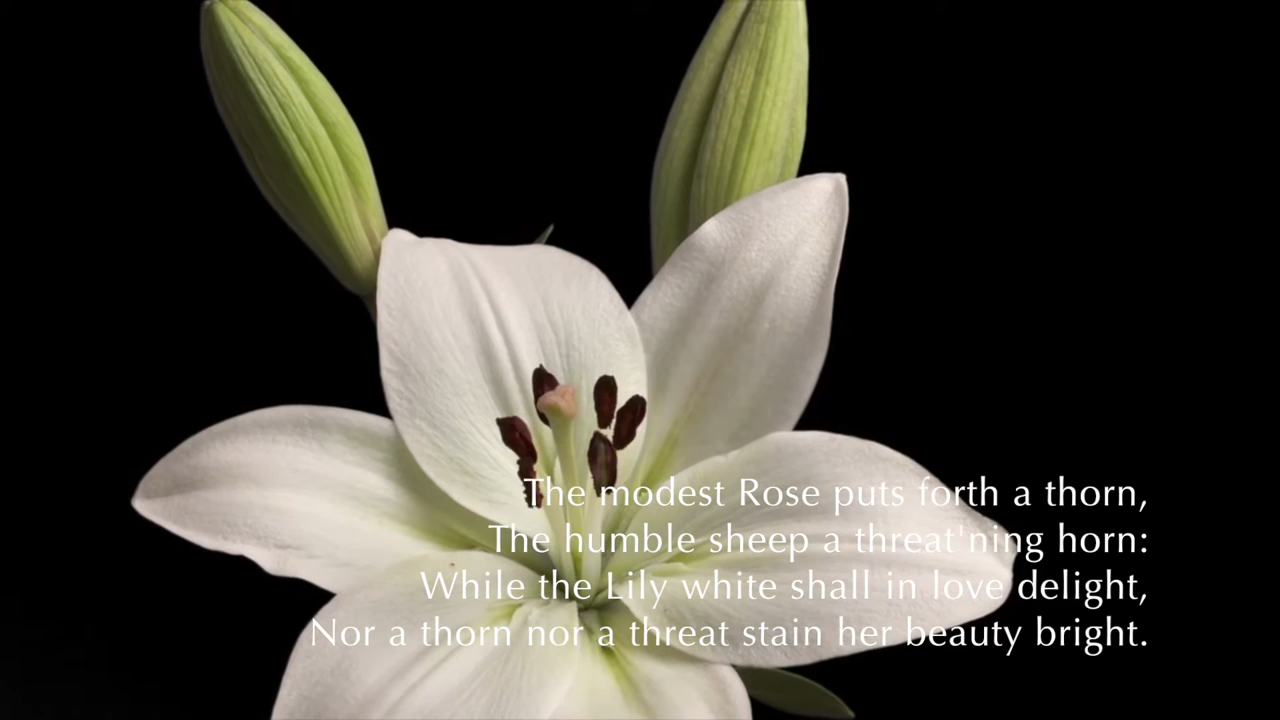 The modest Rose puts forth a thorn,
The humble sheep a threat'ning horn:
While the Lily white shall in love delight,
Nor a thorn nor a threat stain her beauty bright.